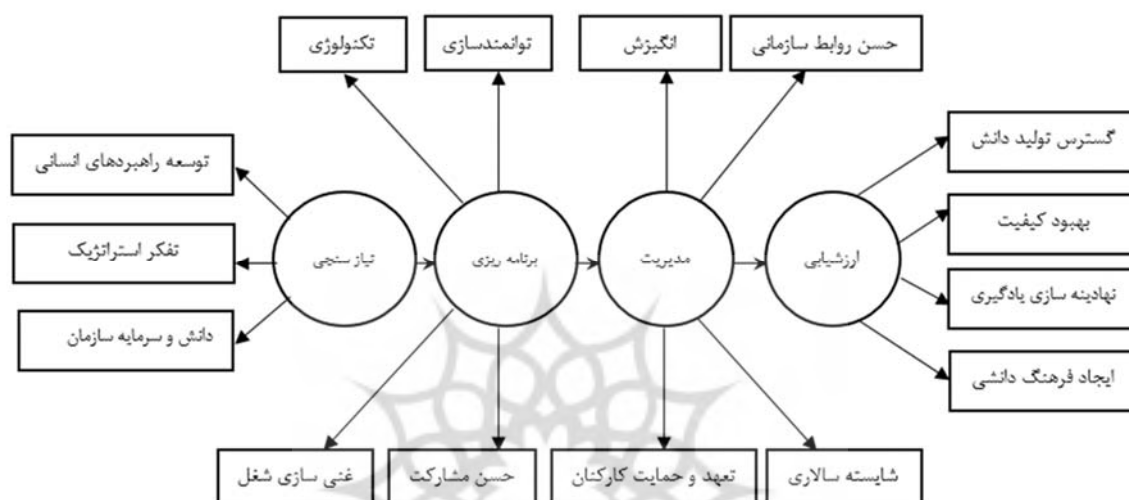 حسن روابط سازمانی
انگیزش
توانمندسازی
تکنولوژی
گسترس تولید دانش
توسعه راهبردهای انسانی
بهبود کیفیت
تفکر استراتژیک
نیاز سنجی
برنامه ریزی
مدیریت
ارزشیابی
نهادینه سازی یادگیری
دانش و سرمایه سازمان
ایجاد فرهنگ دانشی
شایسته سالاری
تعهد و حمایت کارکنان
حسن مشارکت
غنی سازی شغل